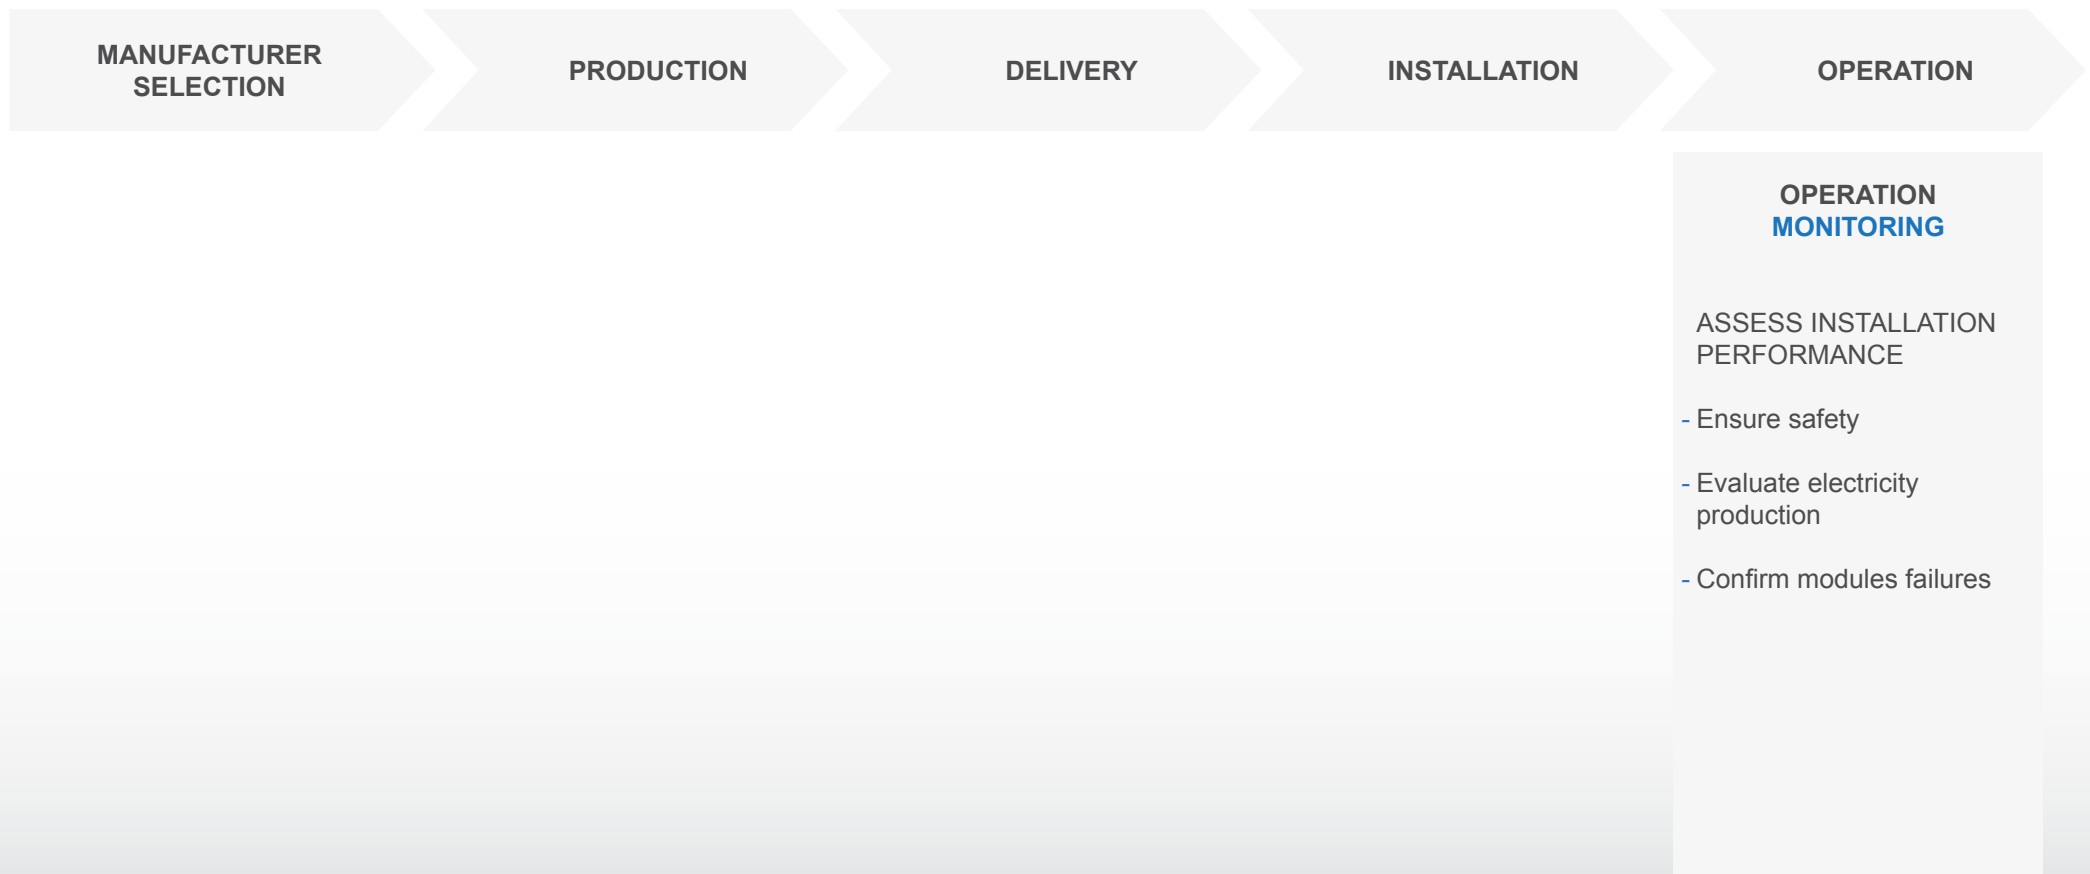 MANUFACTURER
SELECTION
PRODUCTION
DELIVERY
INSTALLATION
OPERATION
OPERATION
MONITORING
ASSESS INSTALLATION
PERFORMANCE
- Ensure safety
- Evaluate electricity
production
- Confirm modules failures